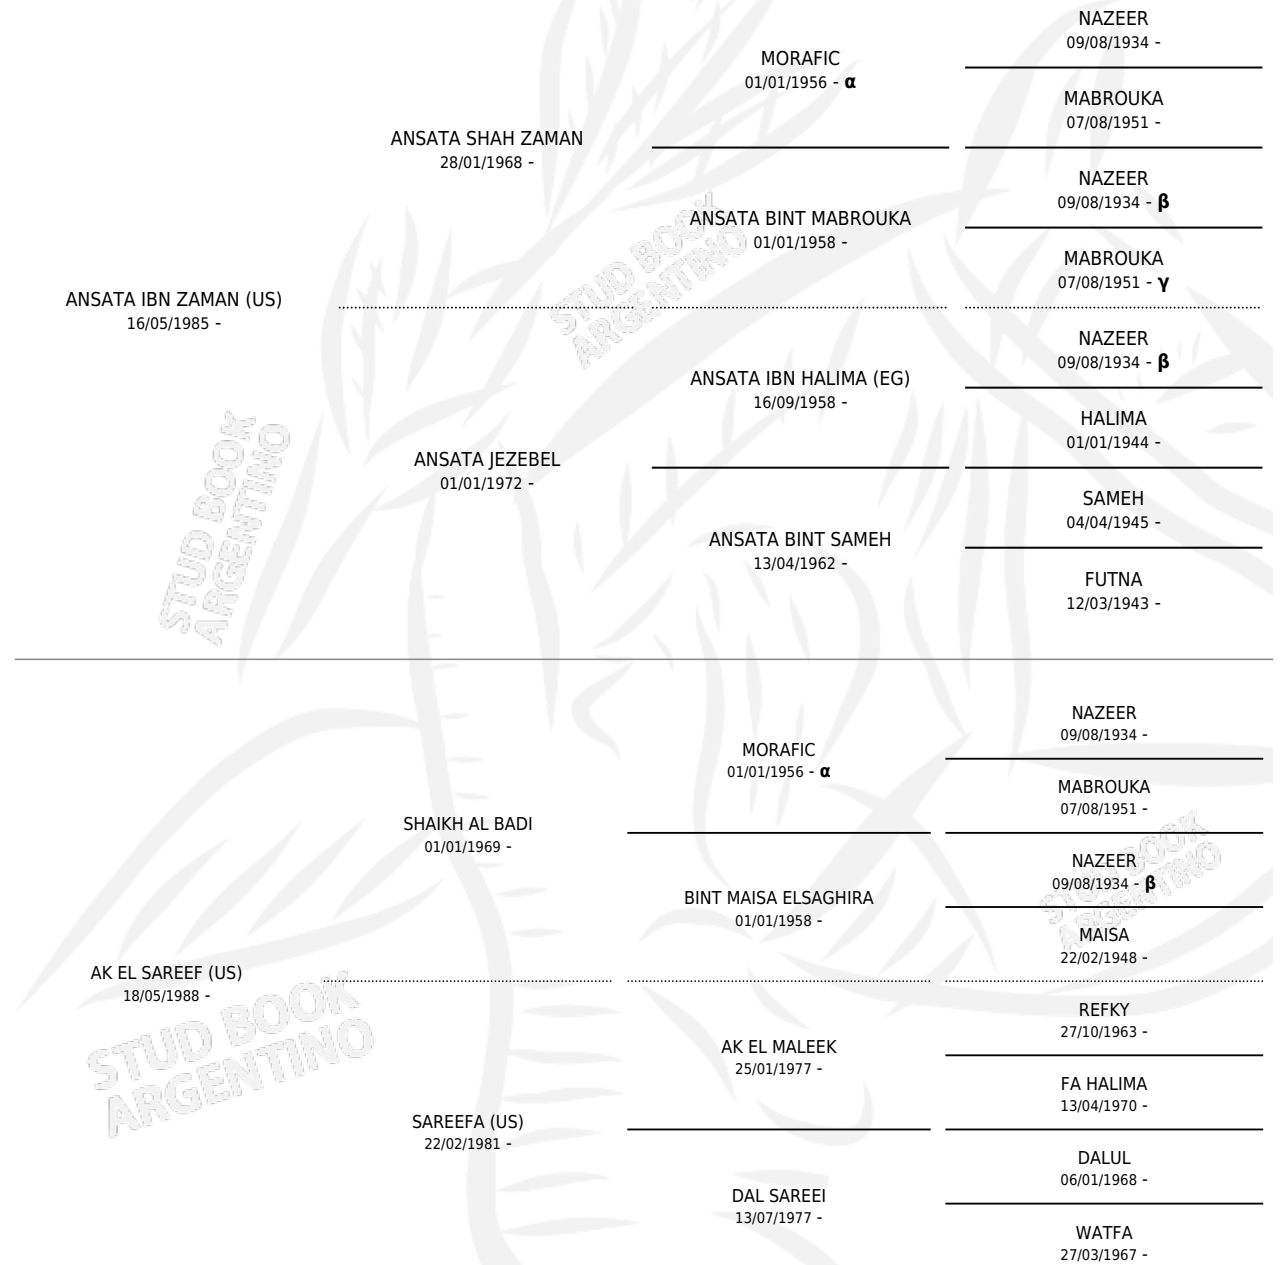 NAZEER
09/08/1934 -
MORAFIC
01/01/1956 - α
MABROUKA
07/08/1951 -
ANSATA SHAH ZAMAN
28/01/1968 -
NAZEER
09/08/1934 - β
ANSATA BINT MABROUKA
01/01/1958 -
MABROUKA
07/08/1951 - γ
ANSATA IBN ZAMAN (US)
16/05/1985 -
NAZEER
09/08/1934 - β
ANSATA IBN HALIMA (EG)
16/09/1958 -
HALIMA
01/01/1944 -
ANSATA JEZEBEL
01/01/1972 -
SAMEH
04/04/1945 -
ANSATA BINT SAMEH
13/04/1962 -
FUTNA
12/03/1943 -
NAZEER
09/08/1934 -
MORAFIC
01/01/1956 - α
MABROUKA
07/08/1951 -
SHAIKH AL BADI
01/01/1969 -
NAZEER
09/08/1934 - β
BINT MAISA ELSAGHIRA
01/01/1958 -
MAISA
22/02/1948 -
AK EL SAREEF (US)
18/05/1988 -
REFKY
27/10/1963 -
AK EL MALEEK
25/01/1977 -
FA HALIMA
13/04/1970 -
SAREEFA (US)
22/02/1981 -
DALUL
06/01/1968 -
DAL SAREEI
13/07/1977 -
WATFA
27/03/1967 -
STUD BOOK
ARGENTINO
STUD BOOK
ARGENTINO
STUD BOOK
ARGENTINO
STUD BOOK
ARGENTINO